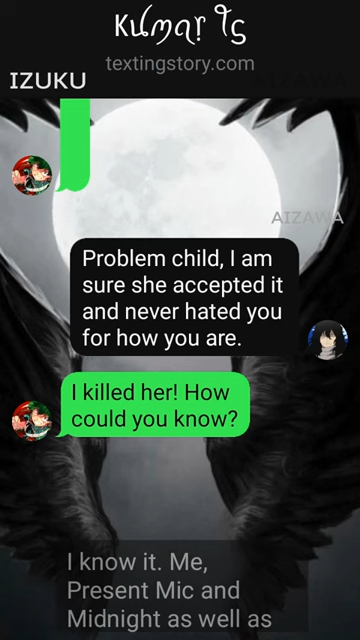 Kumar Ts
textingstory.com
IZUKU
AIZAWA
AIZAWA
Problem child, I am
sure she accepted it
and never hated you
for how you are.
I killed her! How
could you know?
I know it. Me,
Present Mic and
Midnight as well as